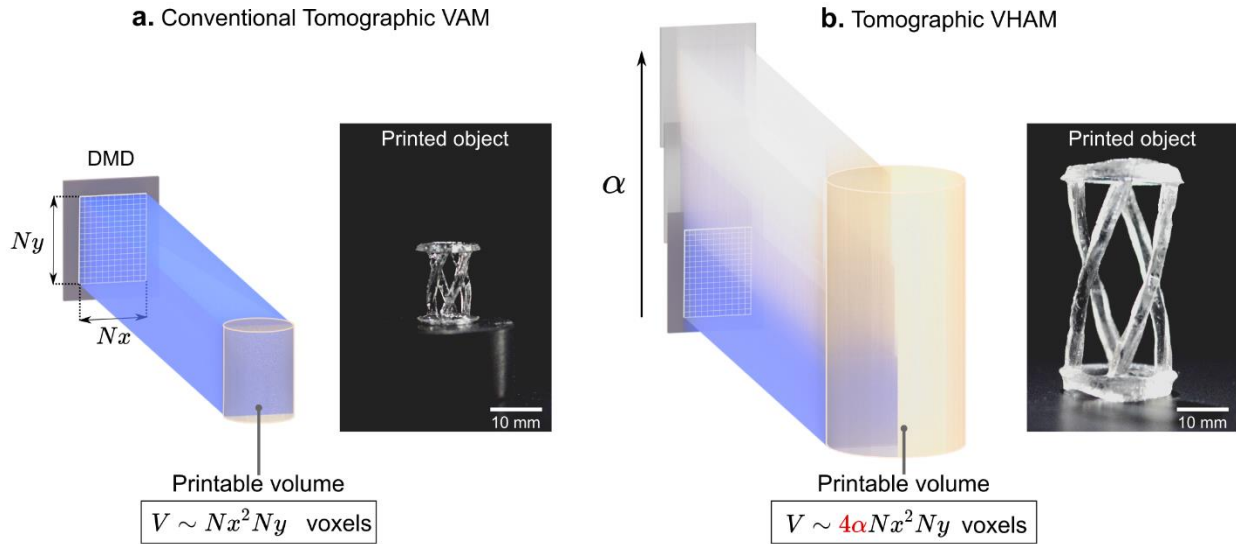 a. Conventional Tomographic VAM
DMD
Ny
Nx
Printed object
10 mm
Printable volume
V ∼ Nx²Ny voxels
b. Tomographic VHAM
α
Printed object
10 mm
Printable volume
V ∼ 4αNx²Ny voxels